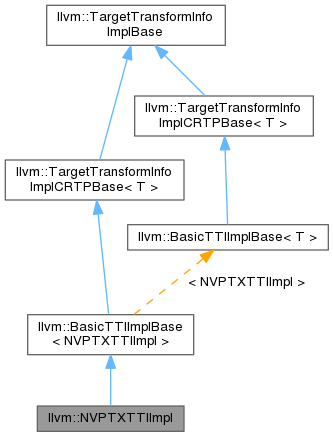 llvm::TargetTransformInfo
ImplBase
llvm::TargetTransformInfo
ImplCRTPBase< T >
llvm::TargetTransformInfo
ImplCRTPBase< T >
llvm::BasicTTIImplBase< T >
< NVPTXTTIImpl >
llvm::BasicTTIImplBase
< NVPTXTTIImpl >
llvm::NVPTXTTIImpl